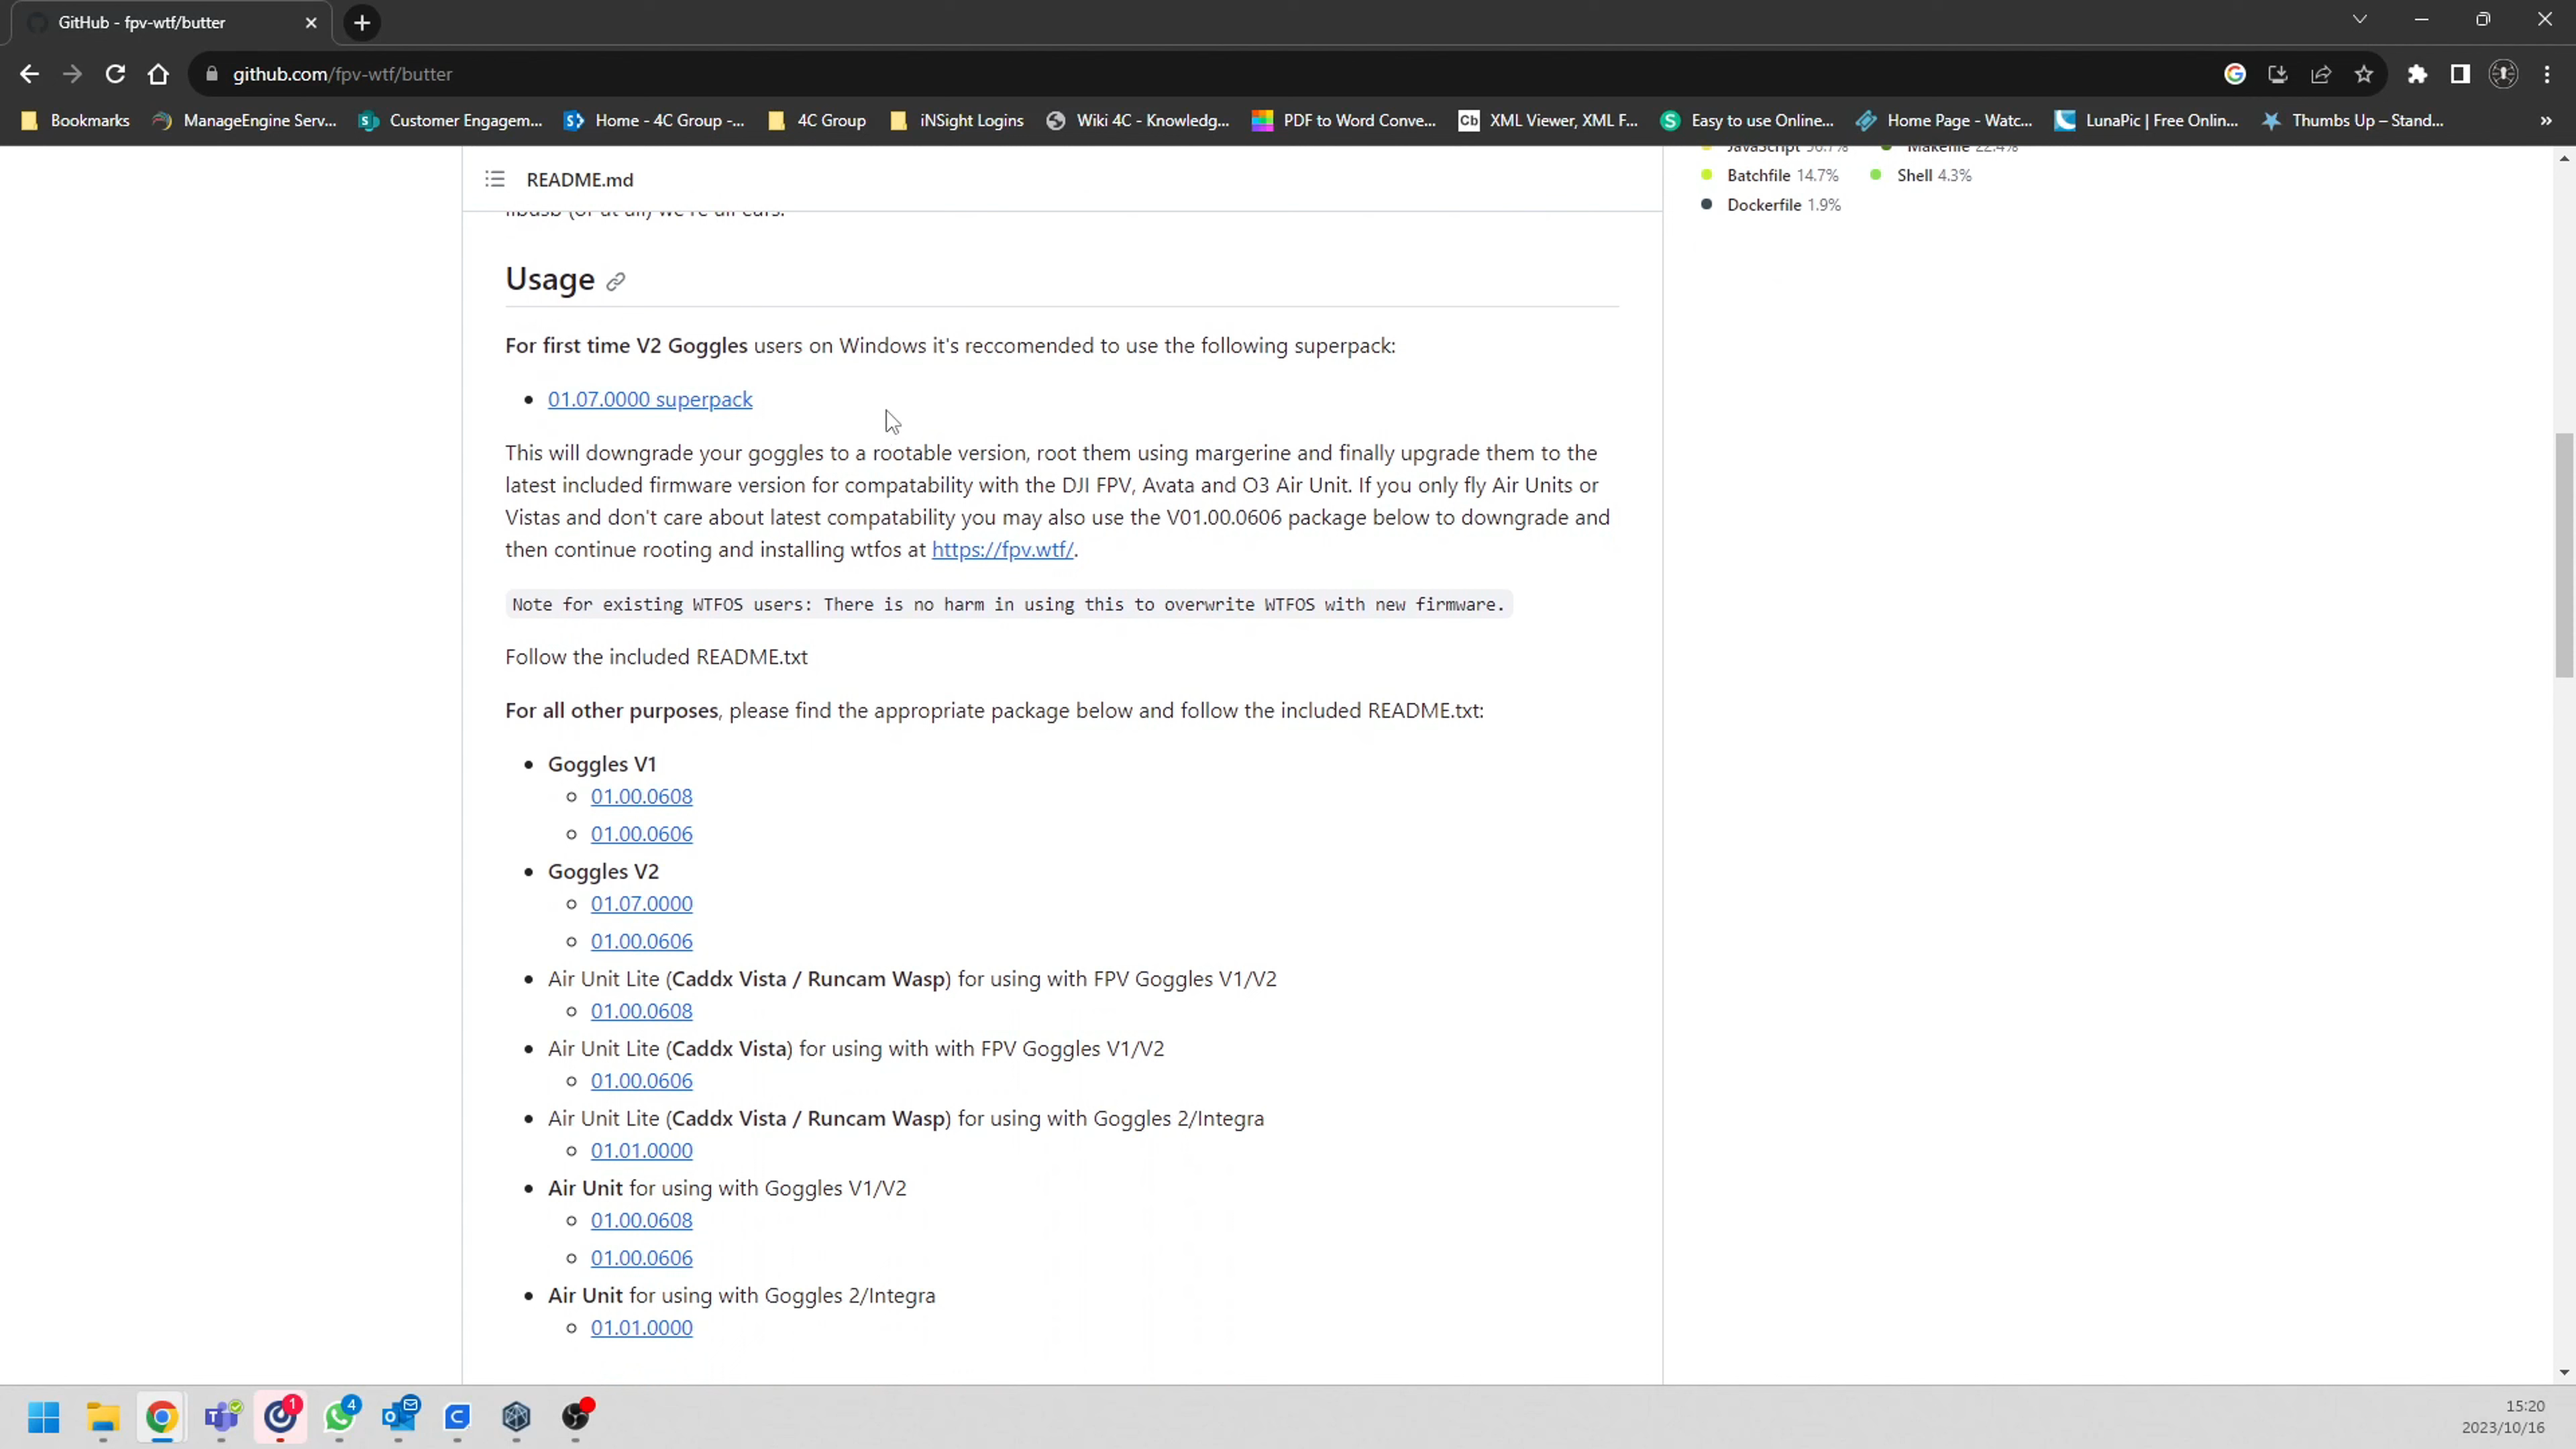 GitHub - fpv-wtf/butter
github.com/fpv-wtf/butter
Bookmarks
ManageEngine Serv...
Customer Engagem...
Home - 4C Group -...
4C Group
iNSight Logins
Wiki 4C - Knowledg...
PDF to Word Conve...
XML Viewer, XML F...
Easy to use Online...
Home Page - Watc...
LunaPic | Free Onlin...
Thumbs Up – Stand...
»
README.md
Batchfile 14.7%
Shell 4.3%
Dockerfile 1.9%
Usage
For first time V2 Goggles users on Windows it's reccomended to use the following superpack:
• 01.07.0000 superpack
This will downgrade your goggles to a rootable version, root them using margerine and finally upgrade them to the
latest included firmware version for compatability with the DJI FPV, Avata and O3 Air Unit. If you only fly Air Units or
Vistas and don't care about latest compatability you may also use the V01.00.0606 package below to downgrade and
then continue rooting and installing wtfos at https://fpv.wtf/.
Note for existing WTFOS users: There is no harm in using this to overwrite WTFOS with new firmware.
Follow the included README.txt
For all other purposes, please find the appropriate package below and follow the included README.txt:
• Goggles V1
○ 01.00.0608
○ 01.00.0606
• Goggles V2
○ 01.07.0000
○ 01.00.0606
• Air Unit Lite (Caddx Vista / Runcam Wasp) for using with FPV Goggles V1/V2
○ 01.00.0608
• Air Unit Lite (Caddx Vista) for using with with FPV Goggles V1/V2
○ 01.00.0606
• Air Unit Lite (Caddx Vista / Runcam Wasp) for using with Goggles 2/Integra
○ 01.01.0000
• Air Unit for using with Goggles V1/V2
○ 01.00.0608
○ 01.00.0606
• Air Unit for using with Goggles 2/Integra
○ 01.01.0000
1
4
15:20
2023/10/16